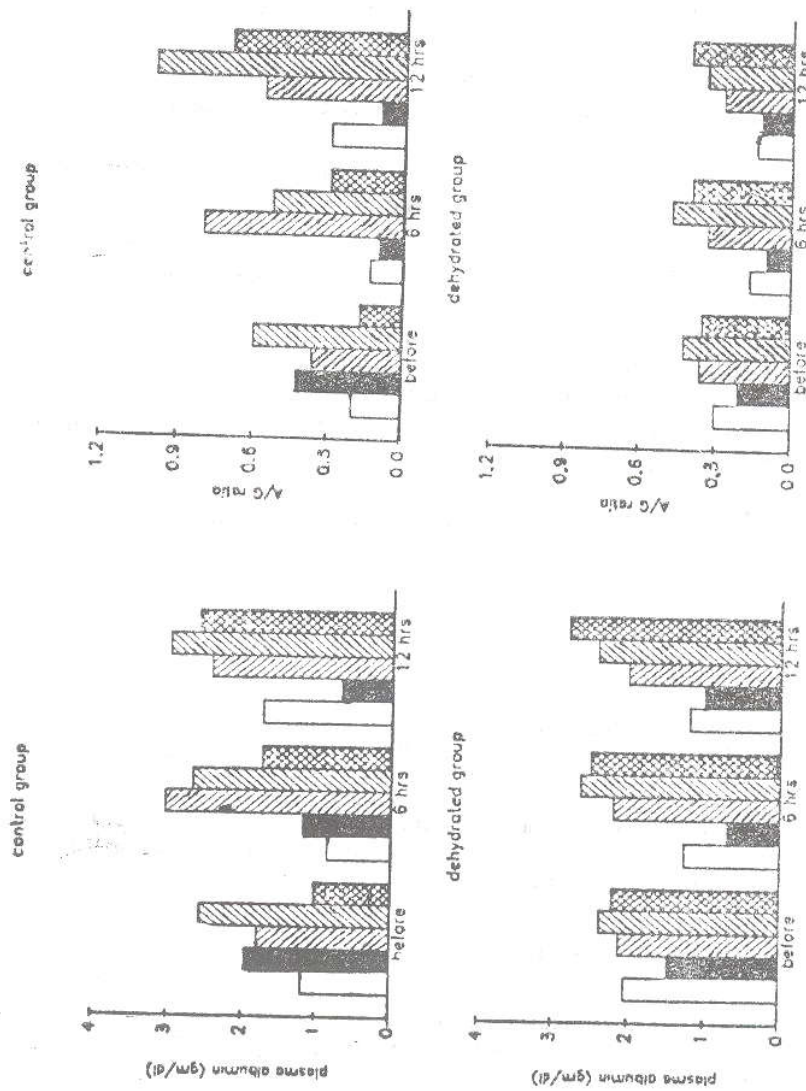 control group
A/G ratio
1.2
0.9
0.6
0.3
0.0
before
6 hrs
12 hrs
dehydrated group
A/G ratio
1.2
0.9
0.6
0.3
0.0
before
6 hrs
12 hrs
control group
plasma albumin (gm/dl)
4
3
2
1
0
before
6 hrs
12 hrs
dehydrated group
plasma albumin (gm/dl)
4
3
2
1
0
before
6 hrs
12 hrs